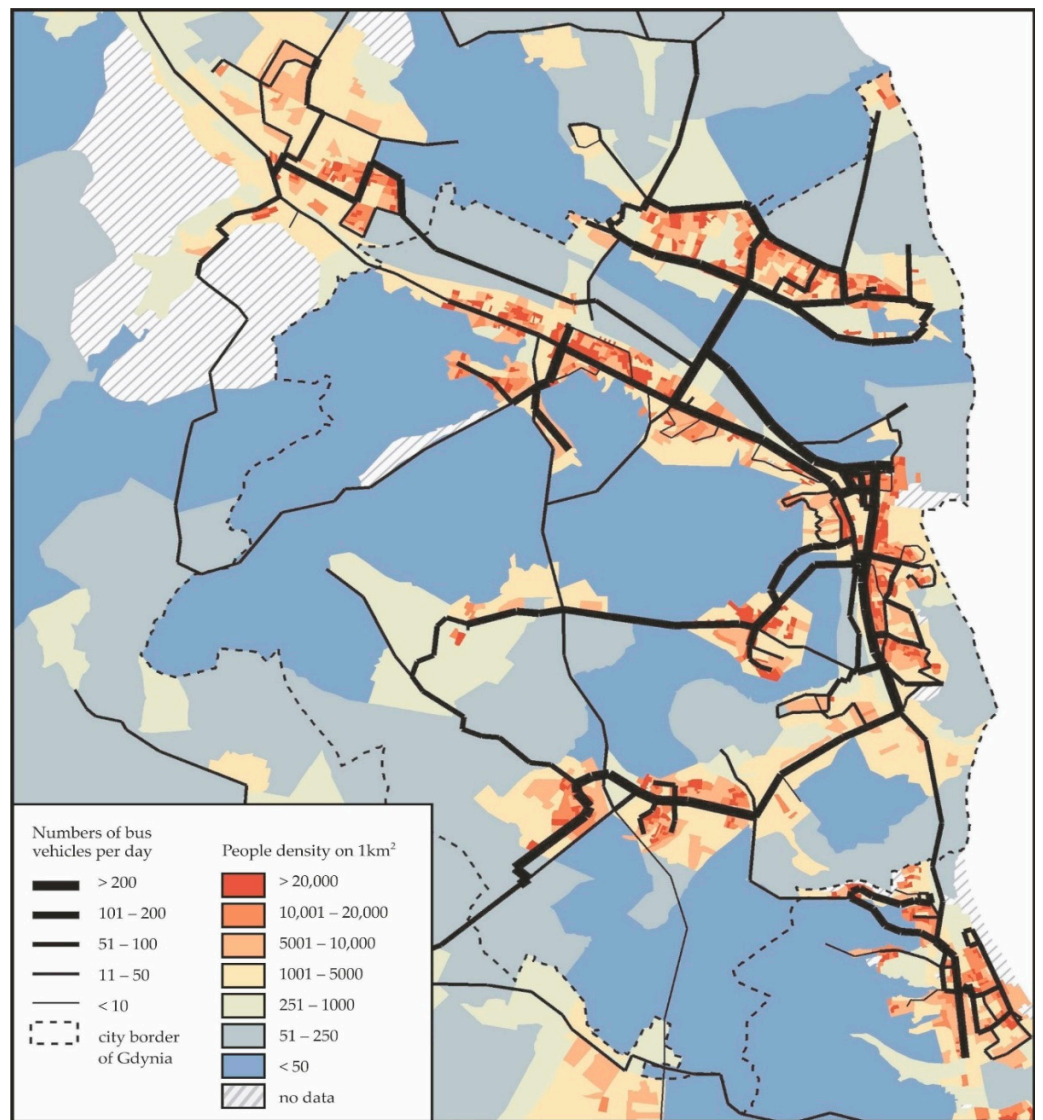 Numbers of bus
vehicles per day
> 200
101 – 200
51 – 100
11 – 50
< 10
city border
of Gdynia
People density on 1km²
> 20,000
10,001 – 20,000
5001 – 10,000
1001 – 5000
251 – 1000
51 – 250
< 50
no data